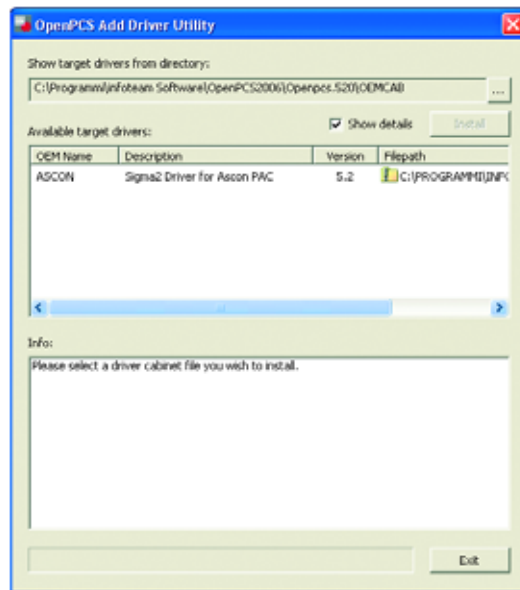 OpenPCS Add Driver Utility
Show target drivers from directory:
C:\Programmi\infoteam Software\OpenPCS2006\Openpcs.520\OEMCAB
...
Available target drivers:
Show details
Install
OEM Name Description Version Filepath
ASCON Sigma2 Driver for Ascon PAC 5.2 C:\PROGRAMMI\INFO
Info:
Please select a driver cabinet file you wish to install.
Exit